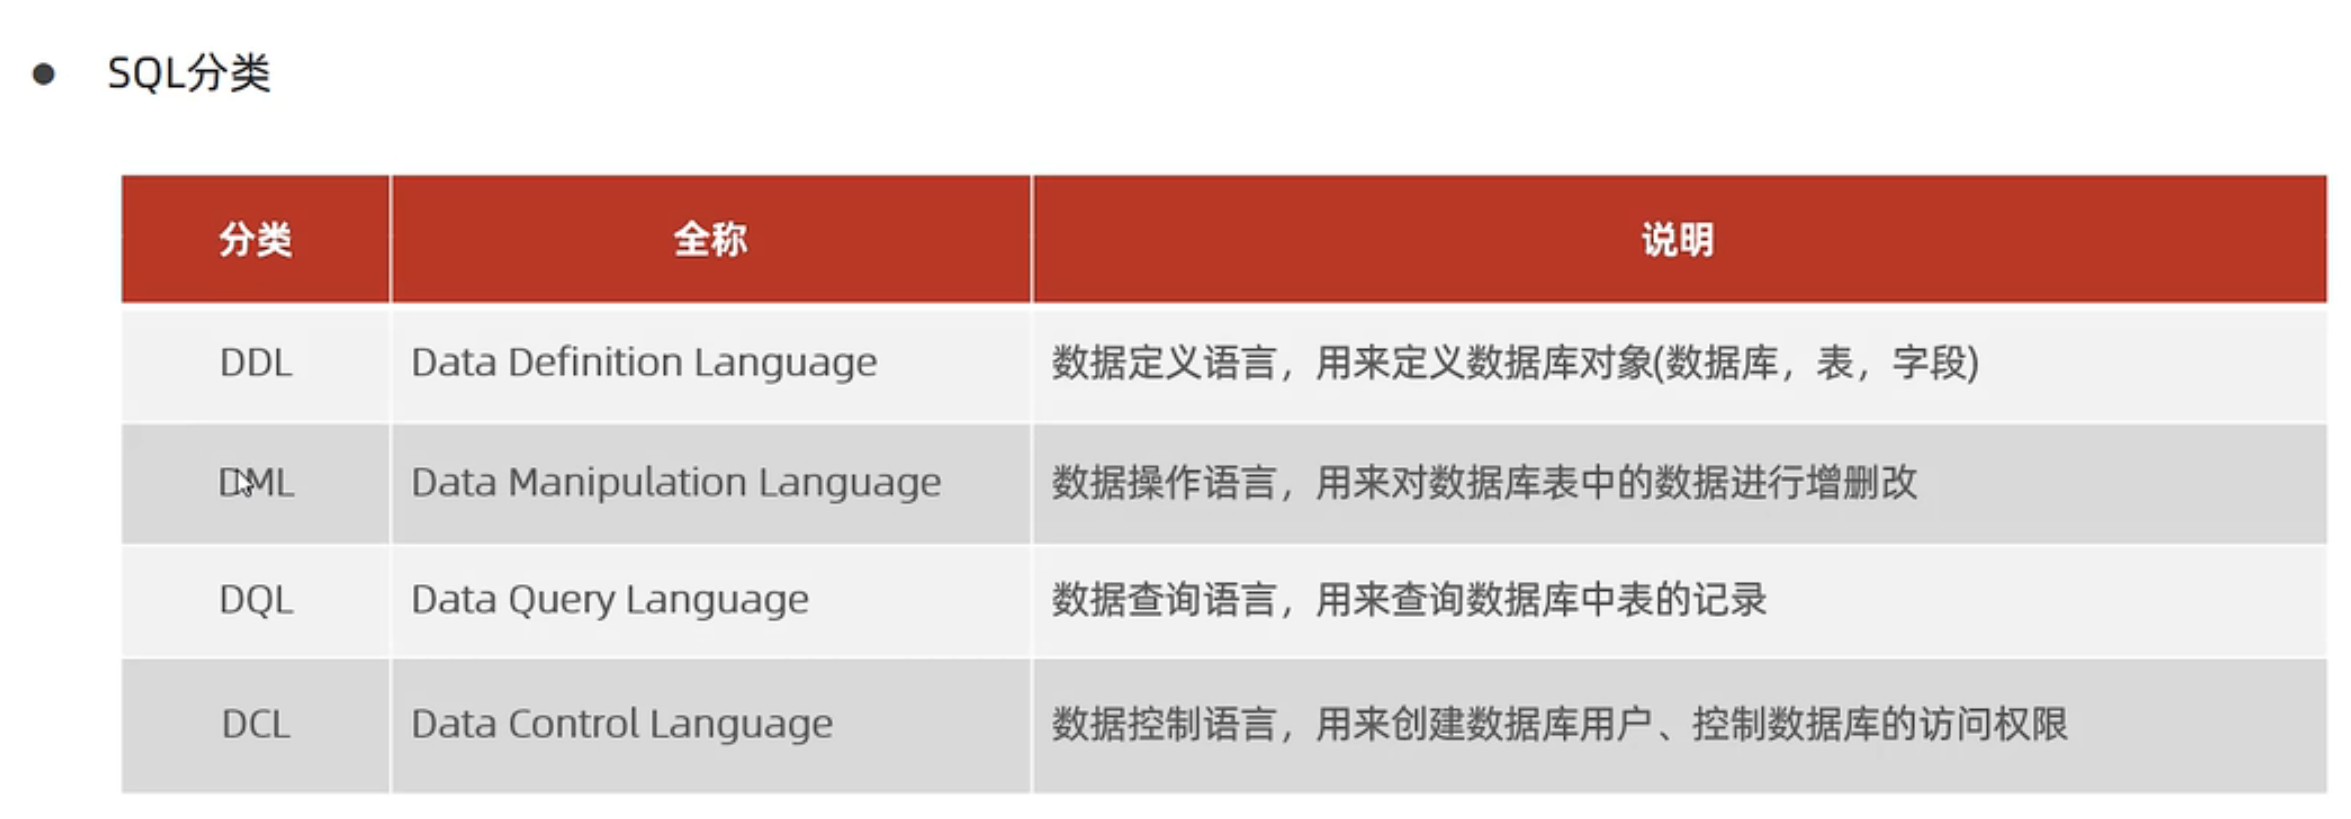 ● SQL分类
分类 全称 说明
DDL Data Definition Language 数据定义语言，用来定义数据库对象(数据库，表，字段)
DML Data Manipulation Language 数据操作语言，用来对数据库表中的数据进行增删改
DQL Data Query Language 数据查询语言，用来查询数据库中表的记录
DCL Data Control Language 数据控制语言，用来创建数据库用户、控制数据库的访问权限